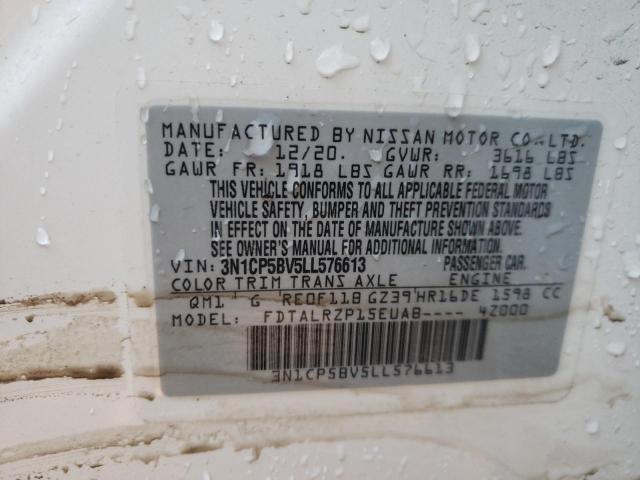 MANUFACTURED BY NISSAN MOTOR CO., LTD.
DATE: 12/20. GVWR: 3616 LBS
GAWR FR: 1918 LBS GAWR RR: 1698 LBS
THIS VEHICLE CONFORMS TO ALL APPLICABLE FEDERAL MOTOR
VEHICLE SAFETY, BUMPER AND THEFT PREVENTION STANDARDS
IN EFFECT ON THE DATE OF MANUFACTURE SHOWN ABOVE.
SEE OWNER'S MANUAL FOR ADDITIONAL INFORMATION.
VIN: 3N1CP5BV5LL576613 PASSENGER CAR.
COLOR TRIM TRANS AXLE ENGINE
QM1 G RE0F11B GZ39 HR16DE 1598 CC
MODEL: FDTALRZP15EUAB---- 4Z000
3N1CP5BV5LL576613